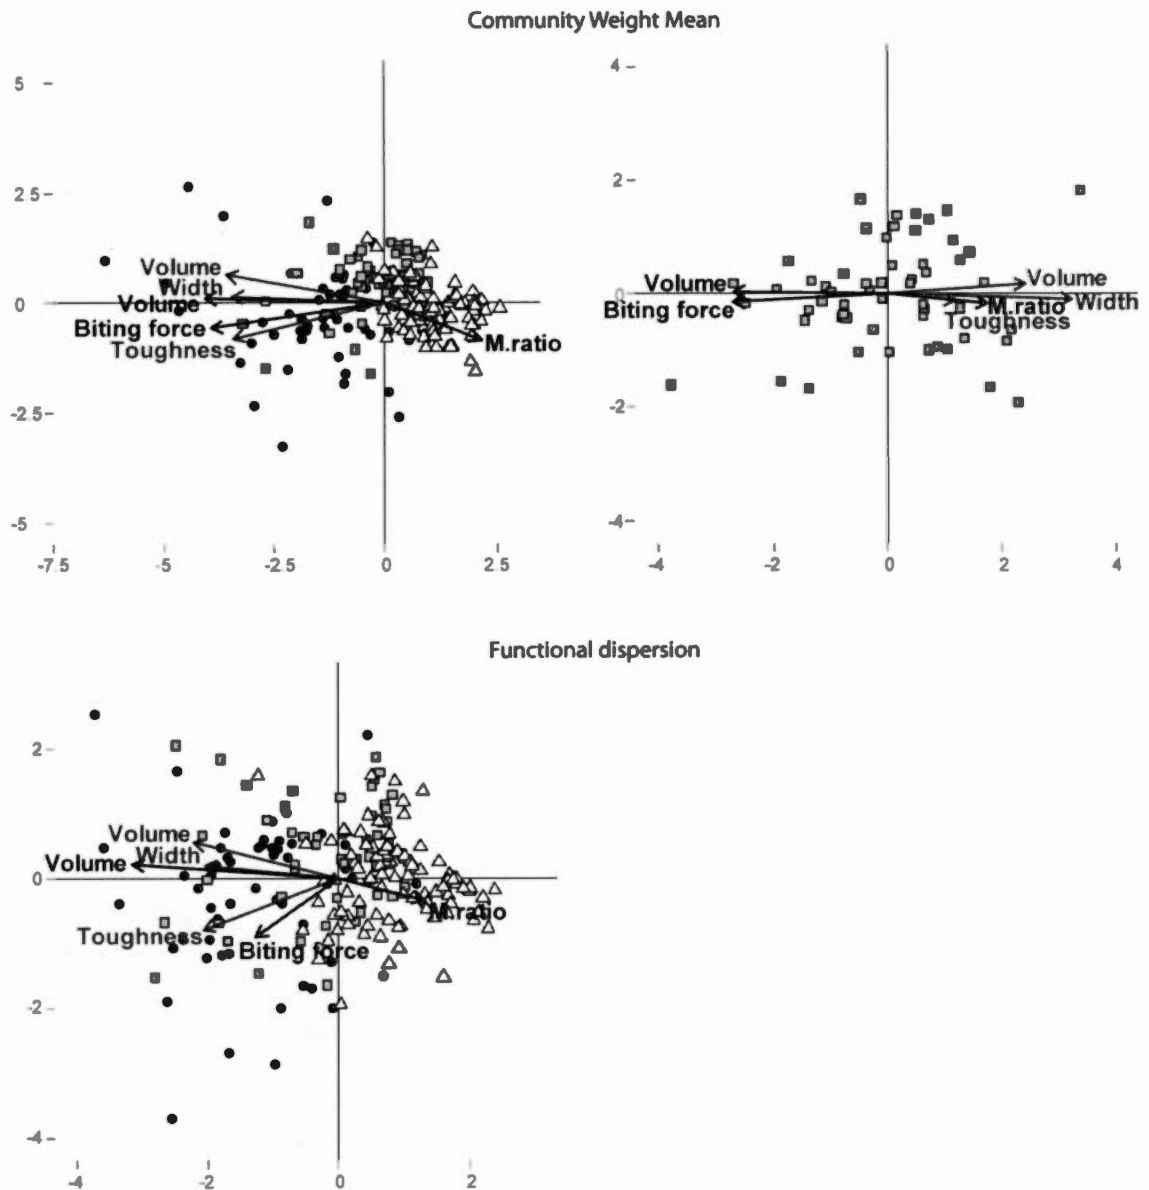 Community Weight Mean
5
2.5
0
-2.5
-5
-7.5
-5
-2.5
0
2.5
Volume
Width
Volume
Biting force
Toughness
M.ratio
4
2
0
-2
-4
-4
-2
0
2
4
Volume
Biting force
Volume
Width
M.ratio
Toughness
Functional dispersion
2
0
-2
-4
-4
-2
0
2
Volume
Width
Volume
Toughness
Biting force
M.ratio